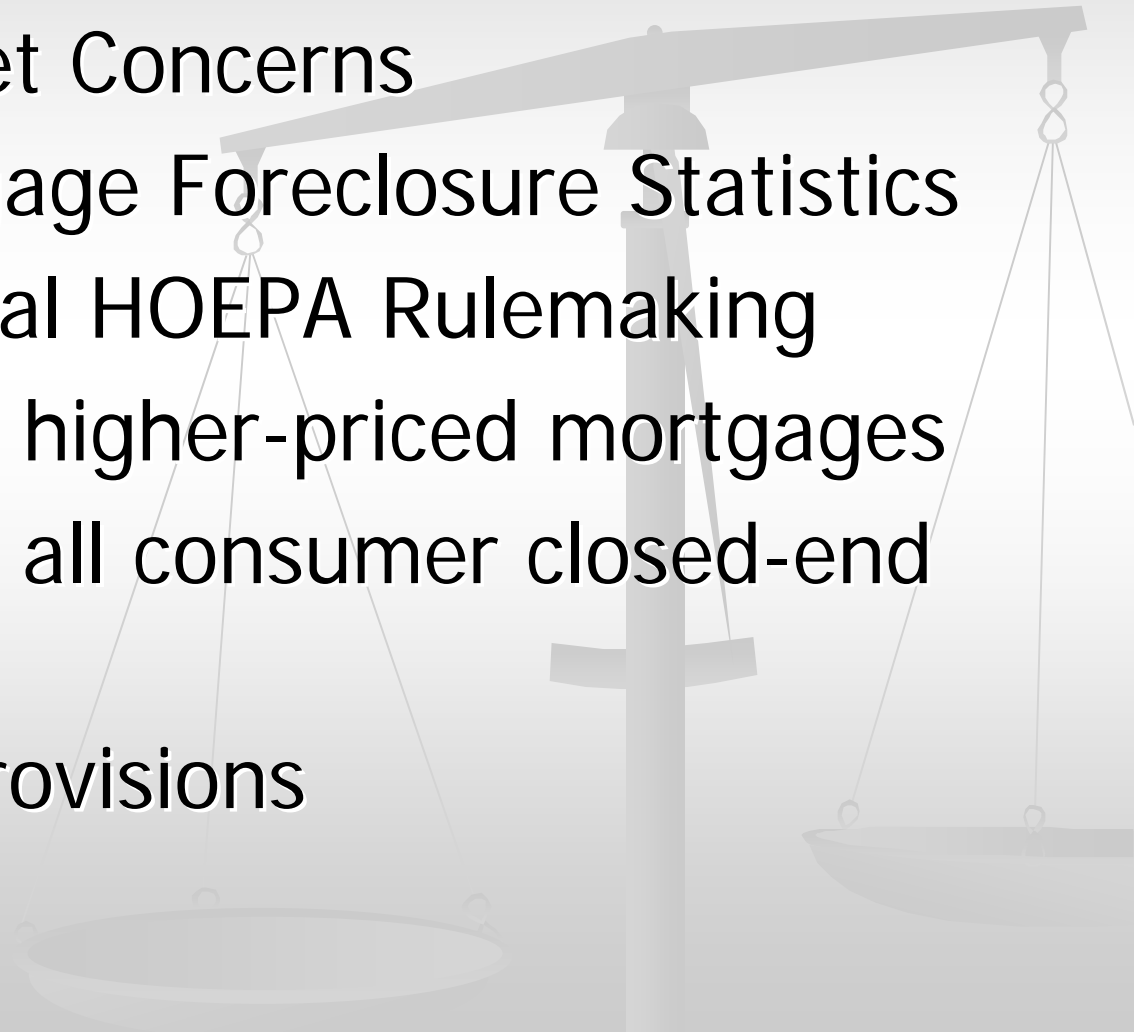 et Concerns
age Foreclosure Statistics
al HOEPA Rulemaking
higher-priced mortgages
all consumer closed-end
rovisions